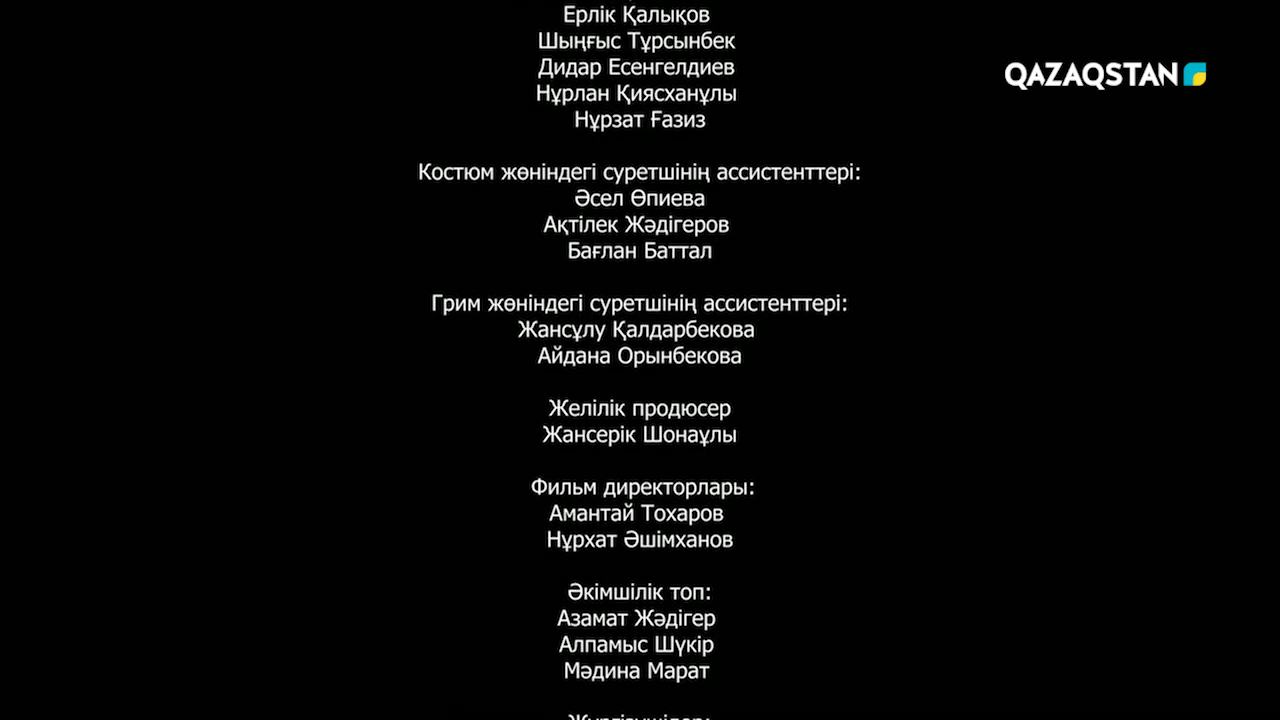 Ерлік Қалықов
Шыңғыс Тұрсынбек
Дидар Есенгелдиев
Нұрлан Қиясханұлы
Нұрзат Ғазиз
QAZAQSTAN
Костюм жөніндегі суретшінің ассистенттері:
Әсел Өпиева
Ақтілек Жәдігеров
Бағлан Баттал
Грим жөніндегі суретшінің ассистенттері:
Жансұлу Қалдарбекова
Айдана Орынбекова
Желілік продюсер
Жансерік Шонаұлы
Фильм директорлары:
Амантай Тохаров
Нұрхат Әшімханов
Әкімшілік топ:
Азамат Жәдігер
Алпамыс Шүкір
Мәдина Марат